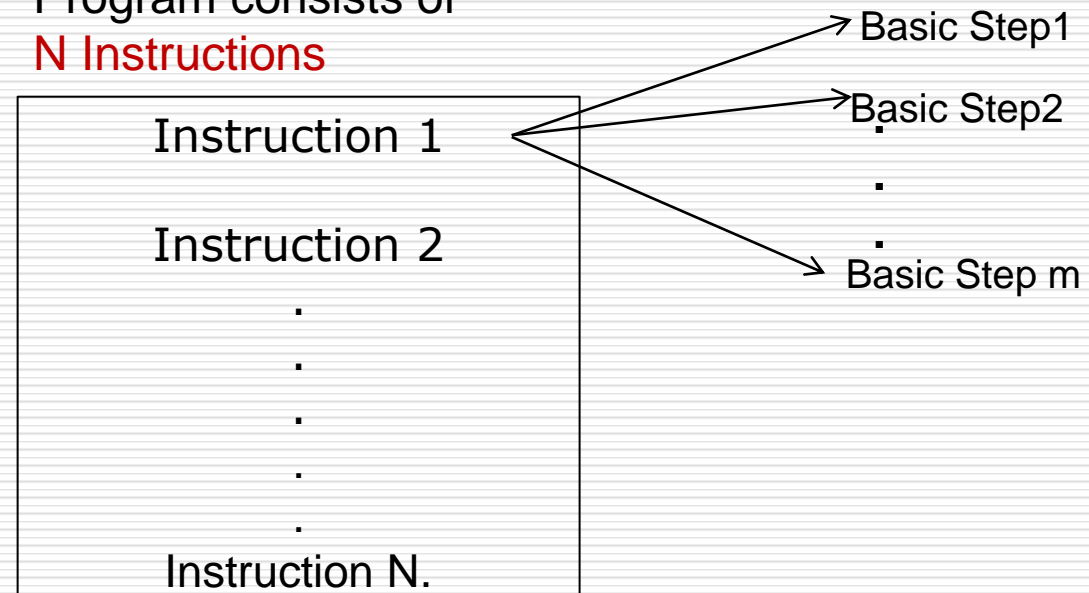 Program consists of
N Instructions
Instruction 1
Instruction 2
.
.
.
.
.
Instruction N.
Basic Step1
Basic Step2
.
.
.
Basic Step m